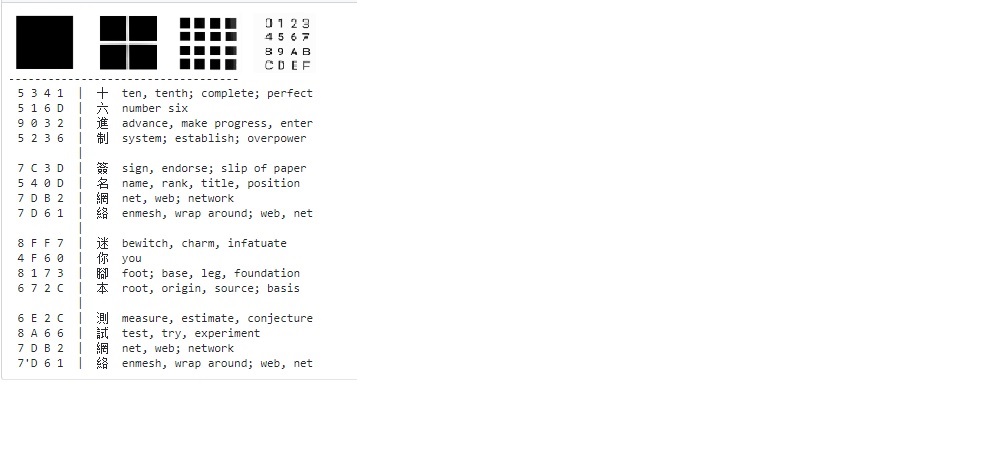 0 1 2 3
4 5 6 7
8 9 A B
C D E F
-----------------------------------
5 3 4 1 | 十 ten, tenth; complete; perfect
5 1 6 D | 六 number six
9 0 3 2 | 進 advance, make progress, enter
5 2 3 6 | 制 system; establish; overpower
|
7 C 3 D | 簽 sign, endorse; slip of paper
5 4 0 D | 名 name, rank, title, position
7 D B 2 | 網 net, web; network
7 D 6 1 | 絡 enmesh, wrap around; web, net
|
8 F F 7 | 迷 bewitch, charm, infatuate
4 F 6 0 | 你 you
8 1 7 3 | 腳 foot; base, leg, foundation
6 7 2 C | 本 root, origin, source; basis
|
6 E 2 C | 測 measure, estimate, conjecture
8 A 6 6 | 試 test, try, experiment
7 D B 2 | 網 net, web; network
7'D 6 1 | 絡 enmesh, wrap around; web, net